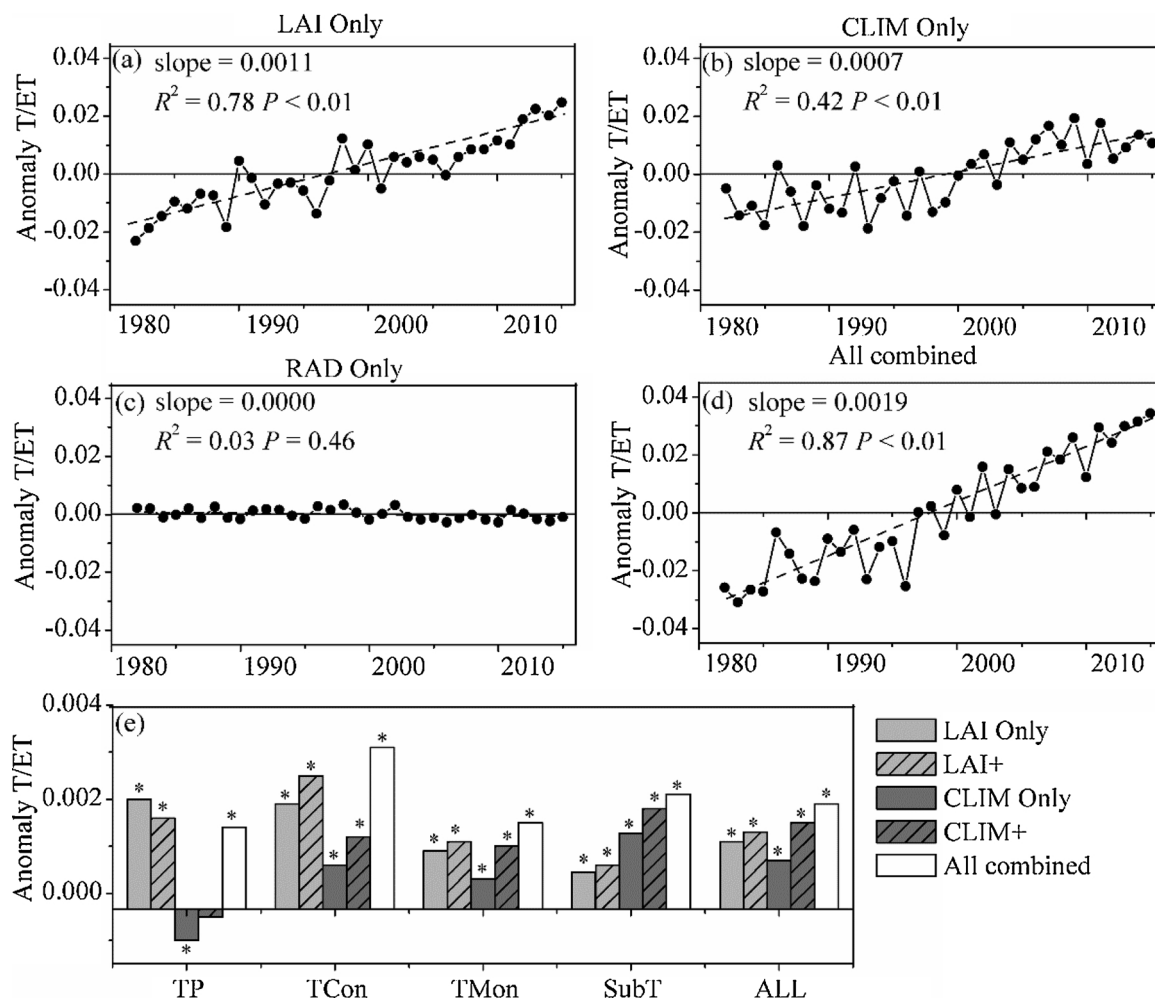 LAI Only
(a) slope = 0.0011
R² = 0.78 P < 0.01
Anomaly T/ET
0.04
0.02
0.00
-0.02
-0.04
1980 1990 2000 2010
CLIM Only
(b) slope = 0.0007
R² = 0.42 P < 0.01
Anomaly T/ET
0.04
0.02
0.00
-0.02
-0.04
1980 1990 2000 2010
RAD Only
(c) slope = 0.0000
R² = 0.03 P = 0.46
Anomaly T/ET
0.04
0.02
0.00
-0.02
-0.04
1980 1990 2000 2010
All combined
(d) slope = 0.0019
R² = 0.87 P < 0.01
Anomaly T/ET
0.04
0.02
0.00
-0.02
-0.04
1980 1990 2000 2010
(e)
Anomaly T/ET
0.004
0.002
0.000
* * * *
* * * * *
* * * * *
* * * * *
* * * * *
TP TCon TMon SubT ALL
LAI Only
LAI+
CLIM Only
CLIM+
All combined